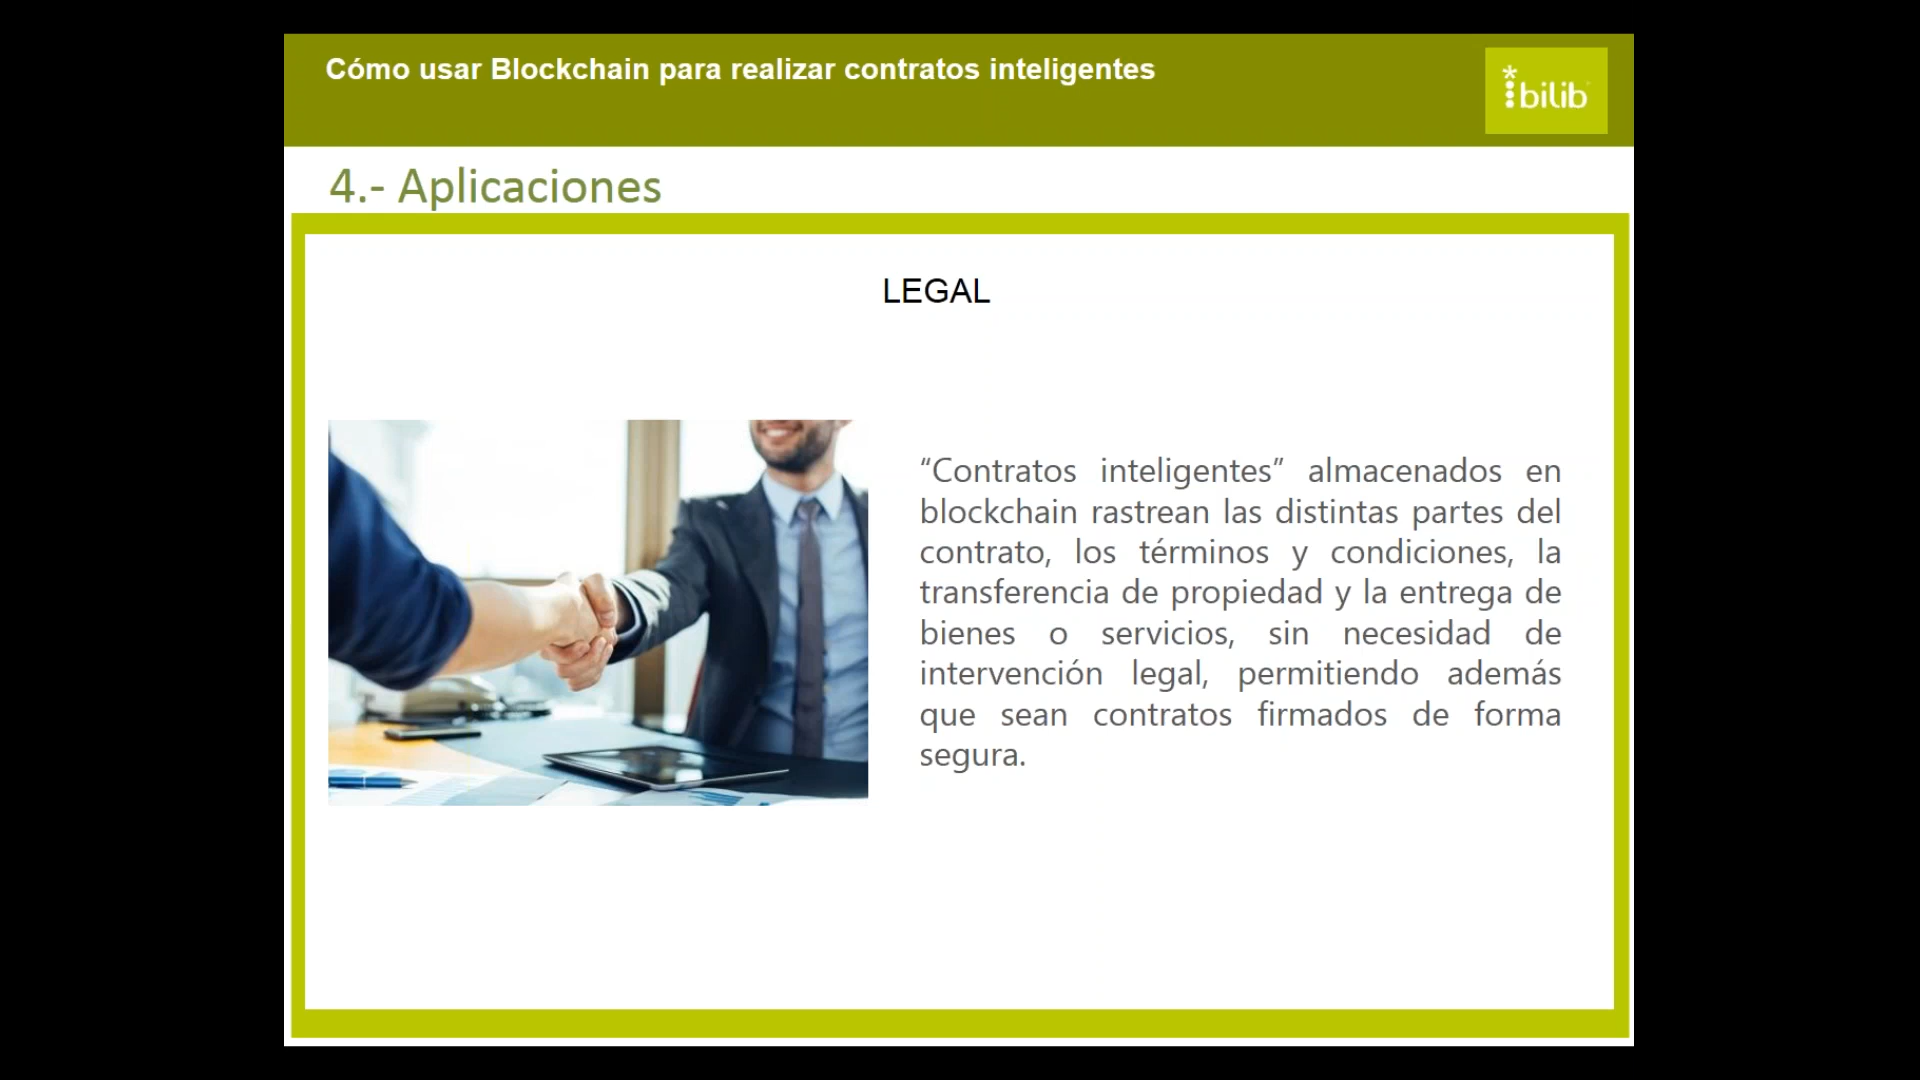 Cómo usar Blockchain para realizar contratos inteligentes
*bilib
4.- Aplicaciones
LEGAL
“Contratos inteligentes” almacenados en
blockchain rastrean las distintas partes del
contrato, los términos y condiciones, la
transferencia de propiedad y la entrega de
bienes o servicios, sin necesidad de
intervención legal, permitiendo además
que sean contratos firmados de forma
segura.